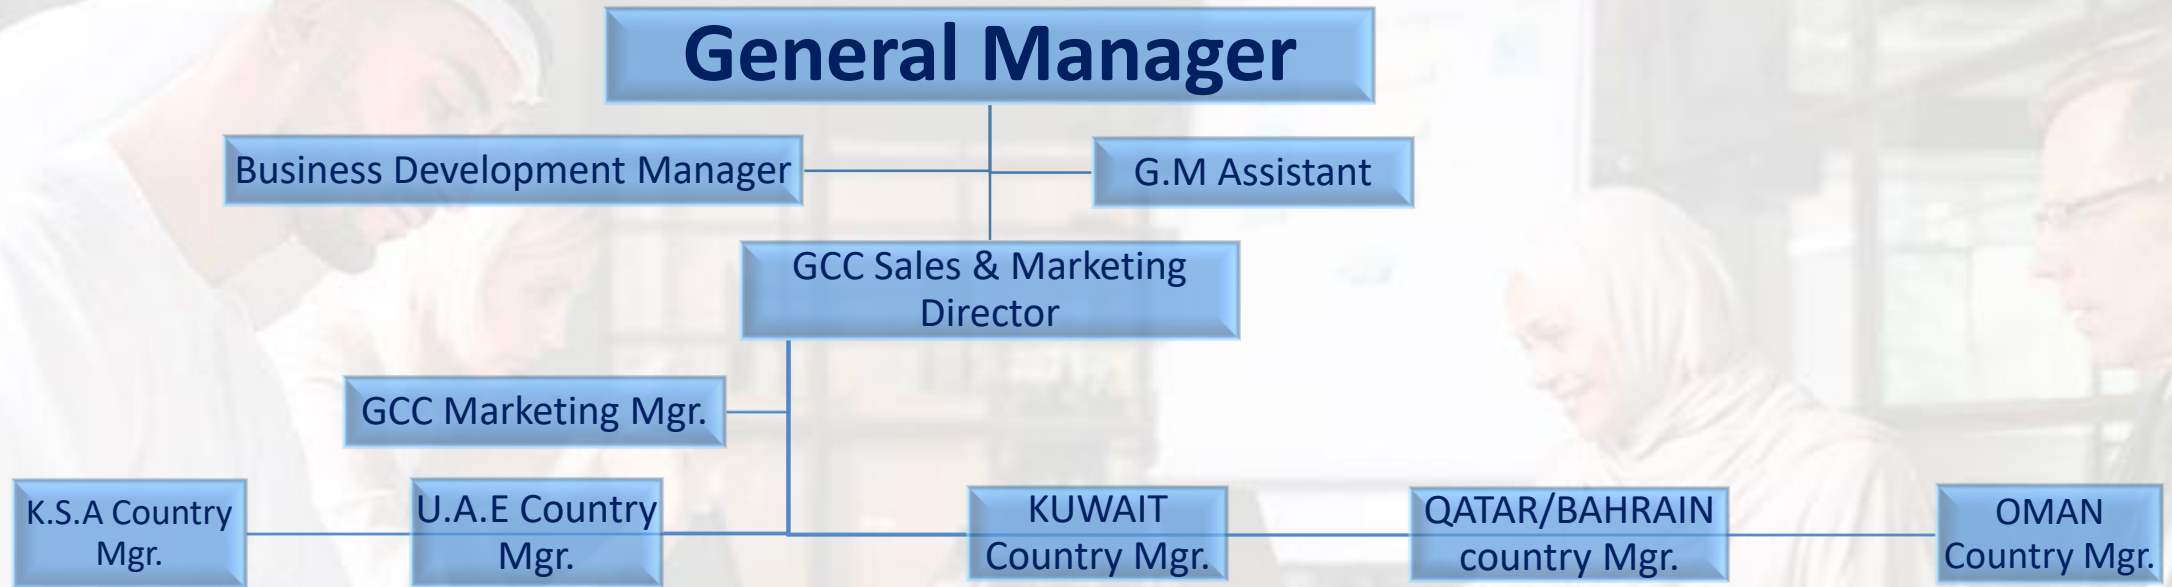 General Manager
Business Development Manager
G.M Assistant
GCC Sales & Marketing
Director
GCC Marketing Mgr.
K.S.A Country
Mgr.
U.A.E Country
Mgr.
KUWAIT
Country Mgr.
QATAR/BAHRAIN
country Mgr.
OMAN
Country Mgr.